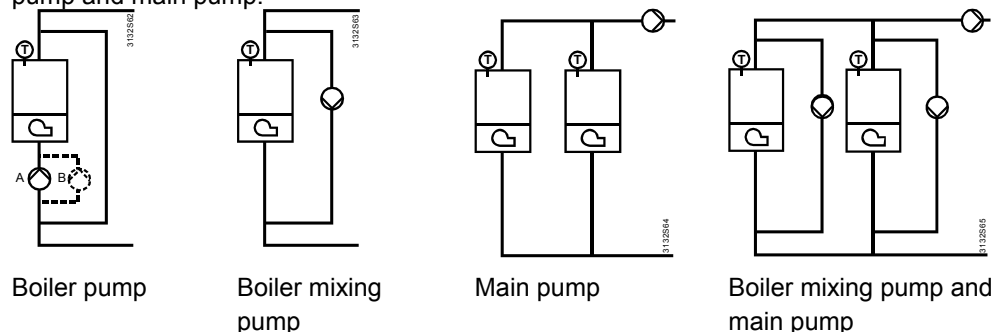 pump and main pump.
3132S62
3132S63
3132S64
3132S65
T
T
T
T
T
T
A
B
Boiler pump
Boiler mixing
pump
Main pump
Boiler mixing pump and
main pump